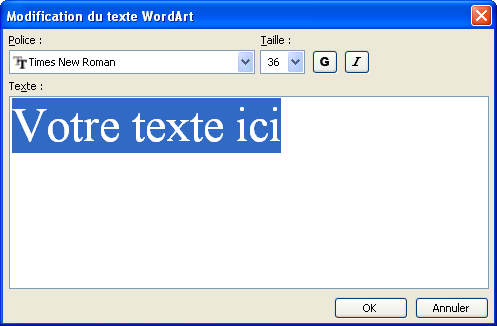 Modification du texte WordArt
Police : Taille :
Times New Roman 36 G I
Texte :
Votre texte ici
OK Annuler